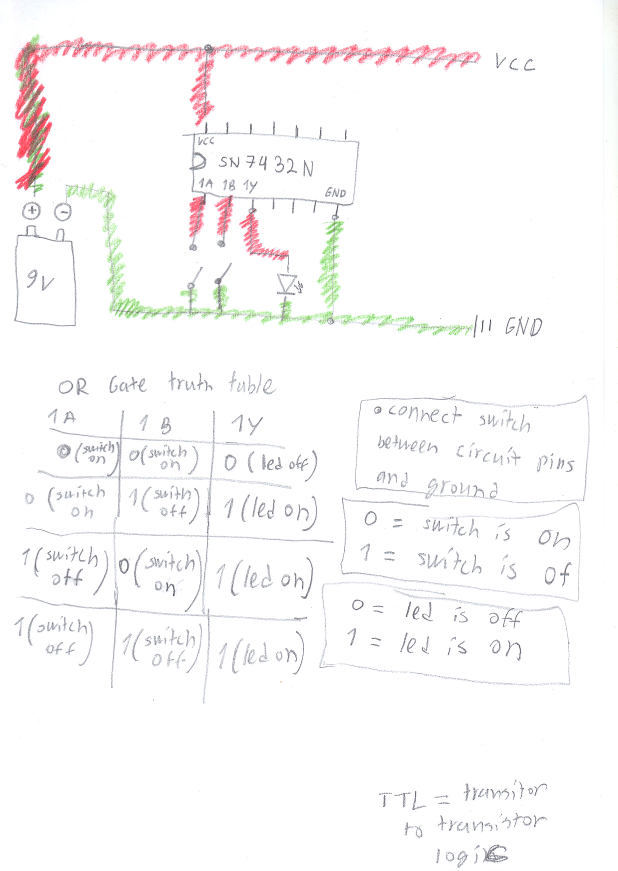 VCC
VCC
SN7432N
1A 1B 1Y GND
+ −
9V
GND
OR Gate truth table
1A 1B 1Y
0 (switch on) 0 (switch on) 0 (led off)
0 (switch on 1 (swith off) 1 (led on)
1 (switch) off) 0 (switch) on) 1 (led on)
1 (switch) off) 1 (switch) off) 1 (led on)
• connect switch
between circuit pins
and ground
0 = switch is on
1 = switch is of
0 = led is off
1 = led is on
TTL = transitor
to transistor
logic